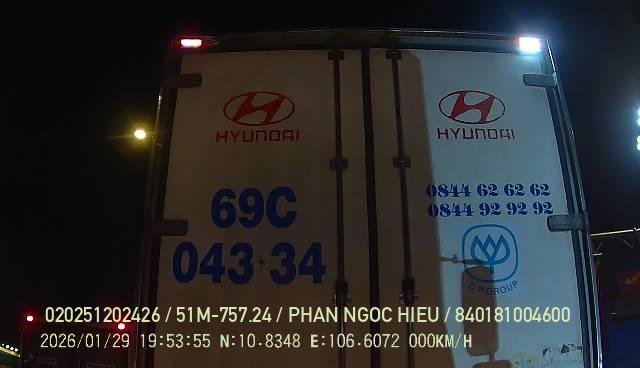 HYUNDAI
HYUNDAI
69C
043 34
0844 62 62 62
0844 92 92 92
C.P.GROUP
020251202426 / 51M-757.24 / PHAN NGOC HIEU / 840181004600
2026/01/29 19:53:55 N:10.8348 E:106.6072 000KM/H